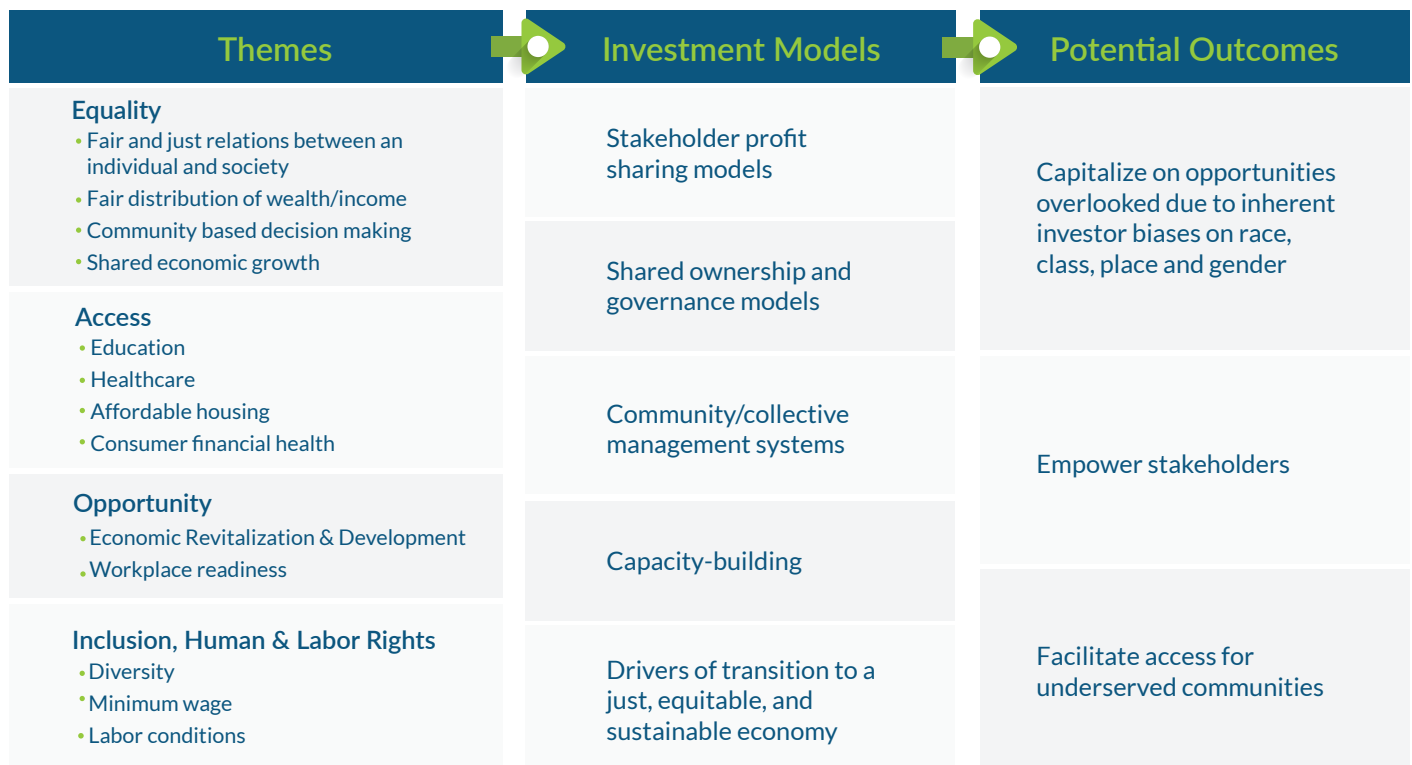 Themes
Equality
• Fair and just relations between an
individual and society
• Fair distribution of wealth/income
• Community based decision making
• Shared economic growth
Access
• Education
• Healthcare
• Affordable housing
• Consumer financial health
Opportunity
• Economic Revitalization & Development
• Workplace readiness
Inclusion, Human & Labor Rights
• Diversity
• Minimum wage
• Labor conditions
Investment Models
Stakeholder profit
sharing models
Shared ownership and
governance models
Community/collective
management systems
Capacity-building
Drivers of transition to a
just, equitable, and
sustainable economy
Potential Outcomes
Capitalize on opportunities
overlooked due to inherent
investor biases on race,
class, place and gender
Empower stakeholders
Facilitate access for
underserved communities